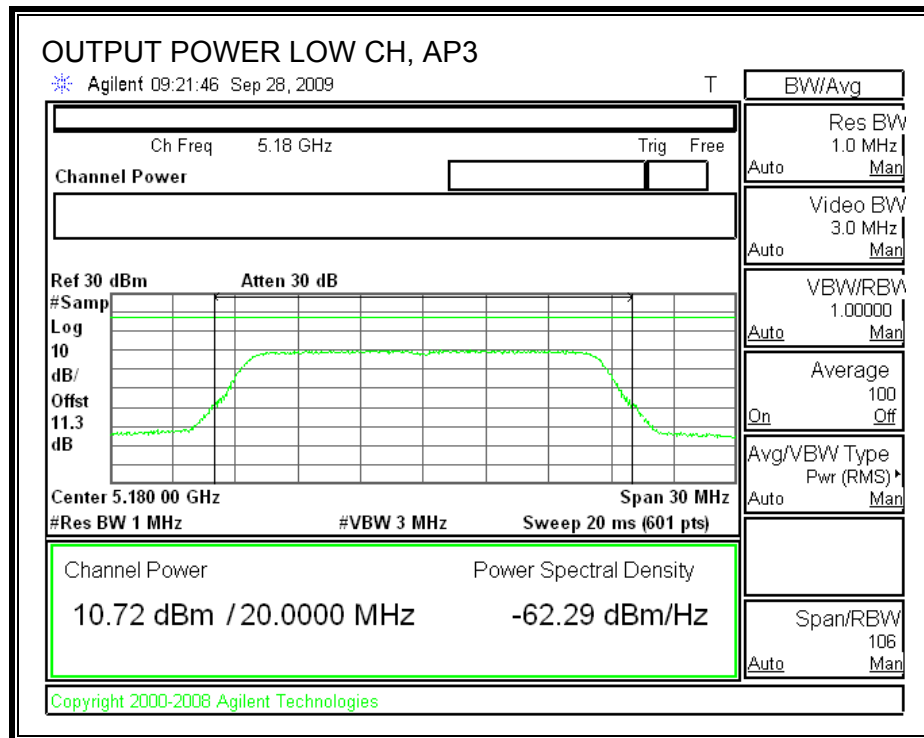 OUTPUT POWER LOW CH, AP3
Agilent 09:21:46 Sep 28, 2009
T
BW/Avg
Ch Freq 5.18 GHz
Trig Free
Channel Power
Res BW
1.0 MHz
Auto Man
Video BW
3.0 MHz
Auto Man
VBW/RBW
1.00000
Auto Man
Average
100
On Off
Avg/VBW Type
Pwr (RMS)
Auto Man
Span/RBW
106
Auto Man
Ref 30 dBm Atten 30 dB
#Samp
Log
10
dB/
Offst
11.3
dB
Center 5.180 00 GHz Span 30 MHz
#Res BW 1 MHz #VBW 3 MHz Sweep 20 ms (601 pts)
Channel Power Power Spectral Density
10.72 dBm / 20.0000 MHz -62.29 dBm/Hz
Copyright 2000-2008 Agilent Technologies